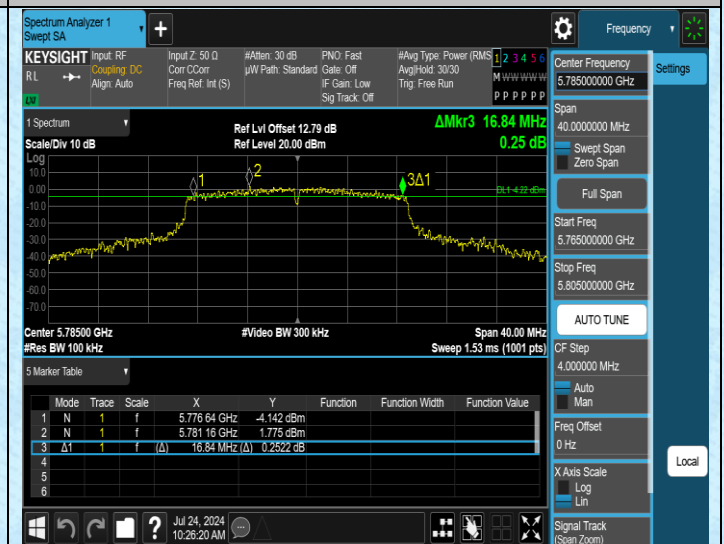 Spectrum Analyzer 1
Swept SA
+
Frequency
KEYSIGHT
RL
LXI
Input: RF
Coupling: DC
Align: Auto
Input Z: 50 Ω
Corr CCorr
Freq Ref: Int (S)
#Atten: 30 dB
µW Path: Standard
PNO: Fast
Gate: Off
IF Gain: Low
Sig Track: Off
#Avg Type: Power (RMS
Avg|Hold: 30/30
Trig: Free Run
1 2 3 4 5 6
M W W W W W
P P P P P P
1 Spectrum
Scale/Div 10 dB
Ref Lvl Offset 12.79 dB
Ref Level 20.00 dBm
ΔMkr3 16.84 MHz
0.25 dB
Log
10.0
0.00
-10.0
-20.0
-30.0
-40.0
-50.0
-60.0
-70.0
1
2
3Δ1
DL1 -4.22 dBm
Center 5.78500 GHz
#Res BW 100 kHz
#Video BW 300 kHz
Span 40.00 MHz
Sweep 1.53 ms (1001 pts)
5 Marker Table
Mode Trace Scale X Y Function Function Width Function Value
1 N 1 f 5.776 64 GHz -4.142 dBm
2 N 1 f 5.781 16 GHz 1.775 dBm
3 Δ1 1 f (Δ) 16.84 MHz (Δ) 0.2522 dB
4
5
6
?
Jul 24, 2024
10:26:20 AM
Center Frequency
5.785000000 GHz
Settings
Span
40.0000000 MHz
Swept Span
Zero Span
Full Span
Start Freq
5.765000000 GHz
Stop Freq
5.805000000 GHz
AUTO TUNE
CF Step
4.000000 MHz
Auto
Man
Freq Offset
0 Hz
X Axis Scale
Log
Lin
Local
Signal Track
(Span Zoom)